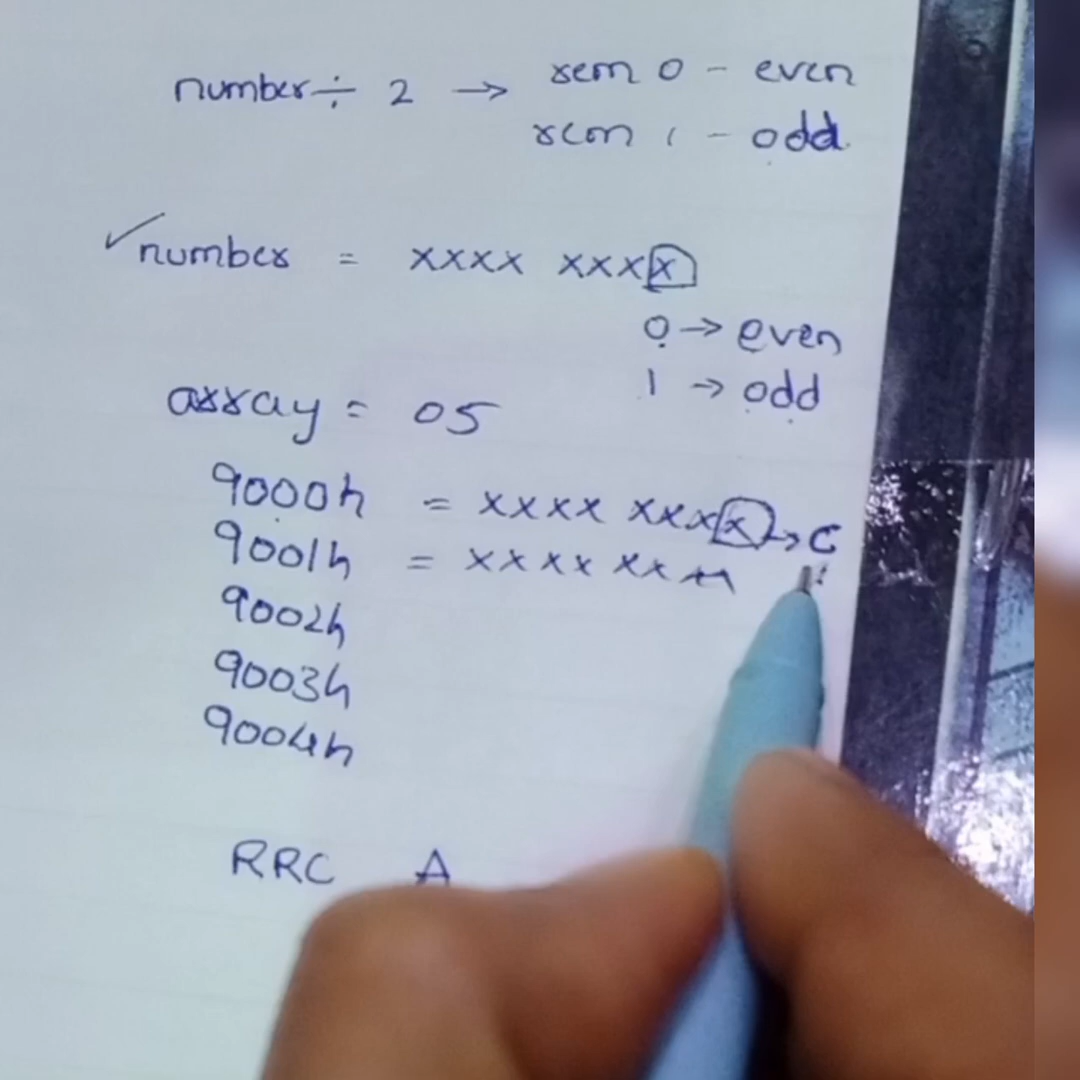 number ÷ 2 → rem 0 - even
rem 1 - odd
✓number = xxxx xxxx
0 → even
1 → odd
array = 05
9000h = xxxx xxxx → C
9001h = xxxx xx
9002h
9003h
9004h
RRC A